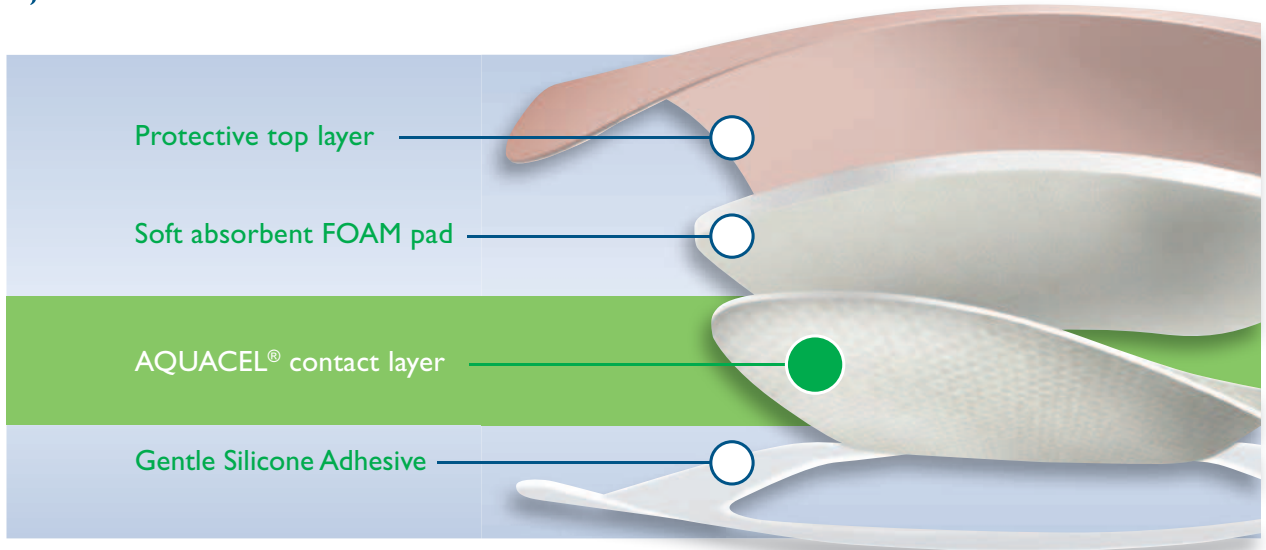 Protective top layer
Soft absorbent FOAM pad
AQUACEL® contact layer
Gentle Silicone Adhesive